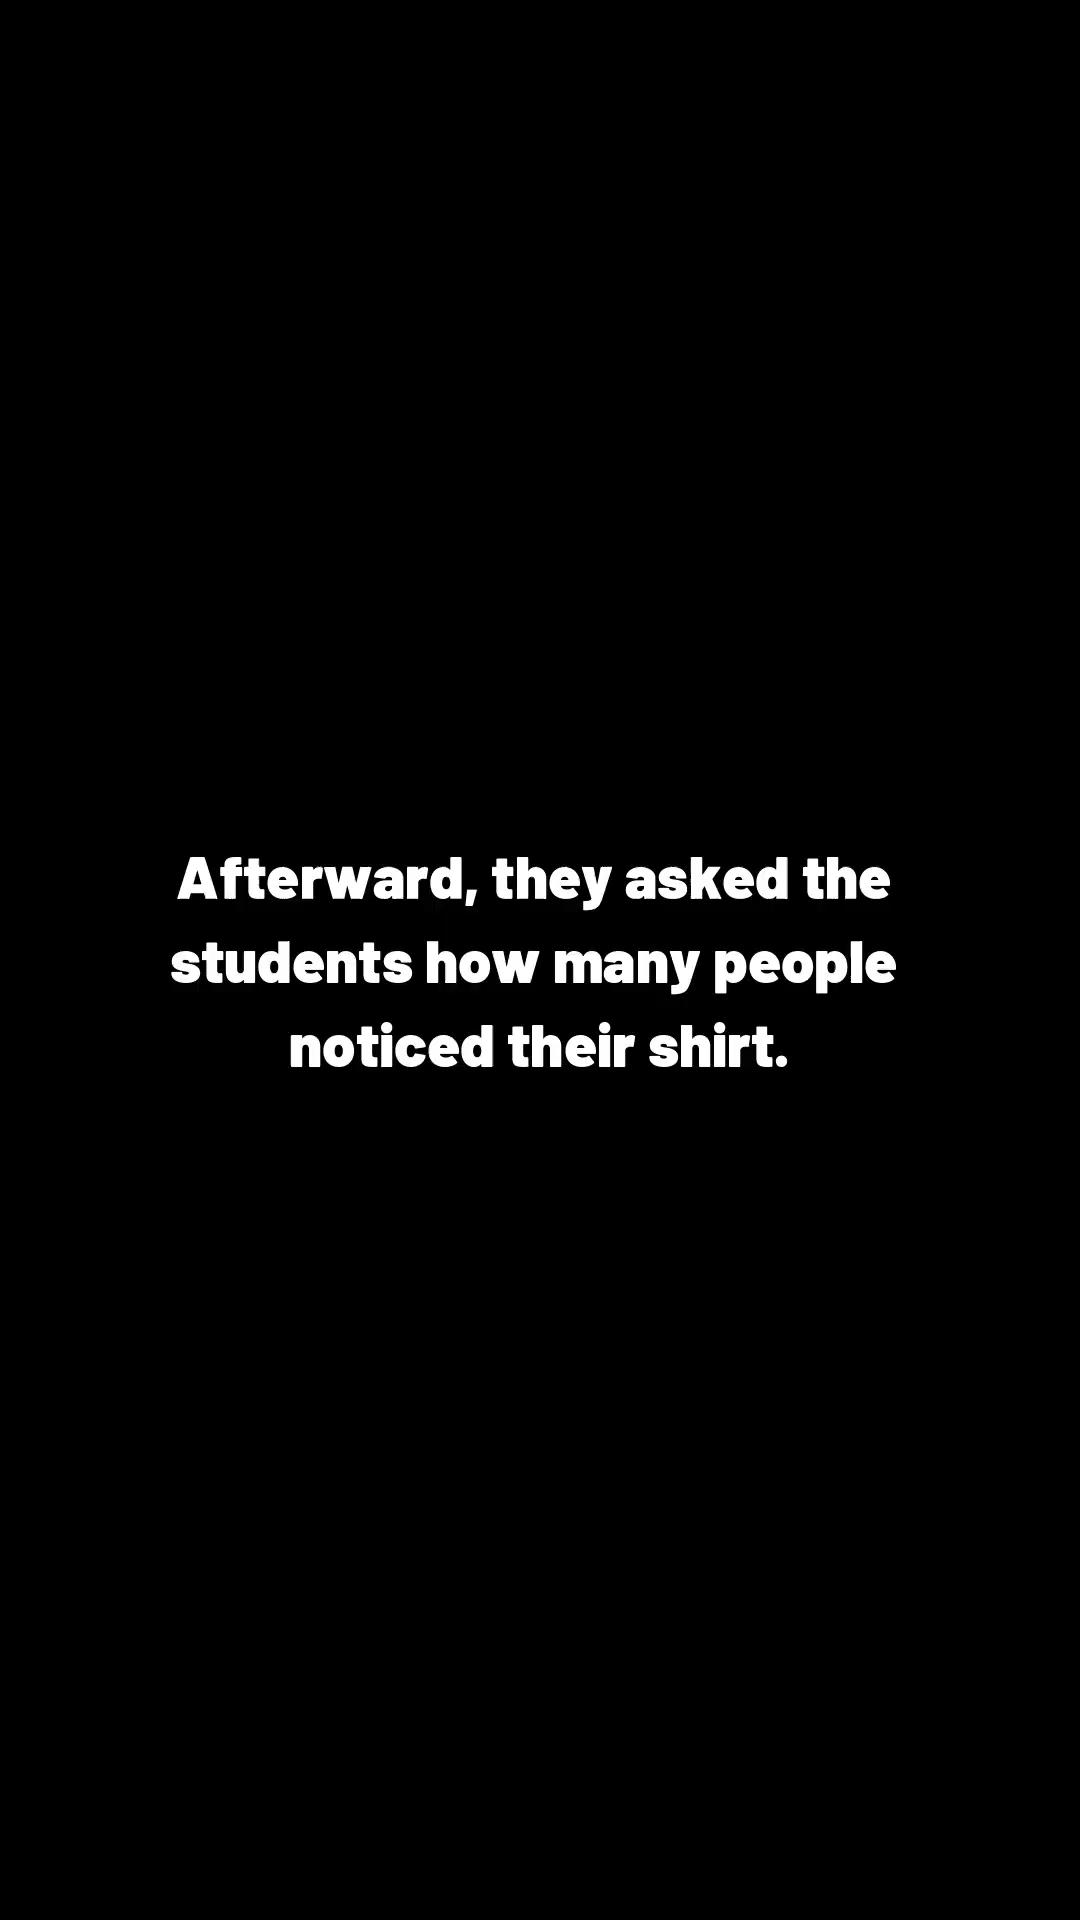 Afterward, they asked the
students how many people
noticed their shirt.